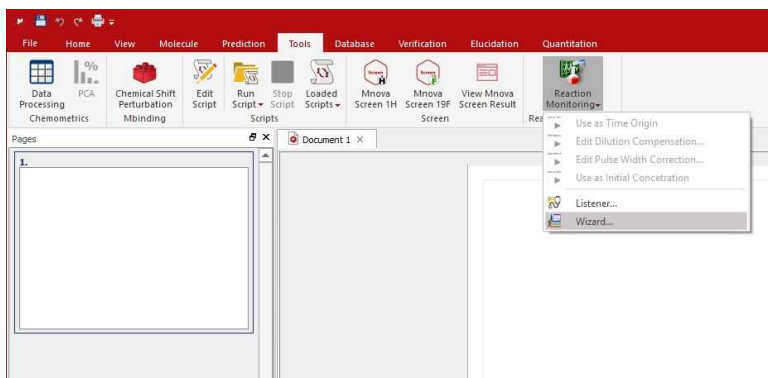 File Home View Molecule Prediction Tools Database Verification Elucidation Quantitation
Data Processing
PCA
Chemical Shift Perturbation
Edit Script
Run Script
Stop Script
Loaded Scripts
Mnova Screen 1H
Mnova Screen 19F
View Mnova Screen Result
Reaction Monitoring
Chemometrics Mbinding Scripts Screen Rea
Pages
Document 1
1.
Use as Time Origin
Edit Dilution Compensation...
Edit Pulse Width Correction...
Use as Initial Concetration
Listener...
Wizard...